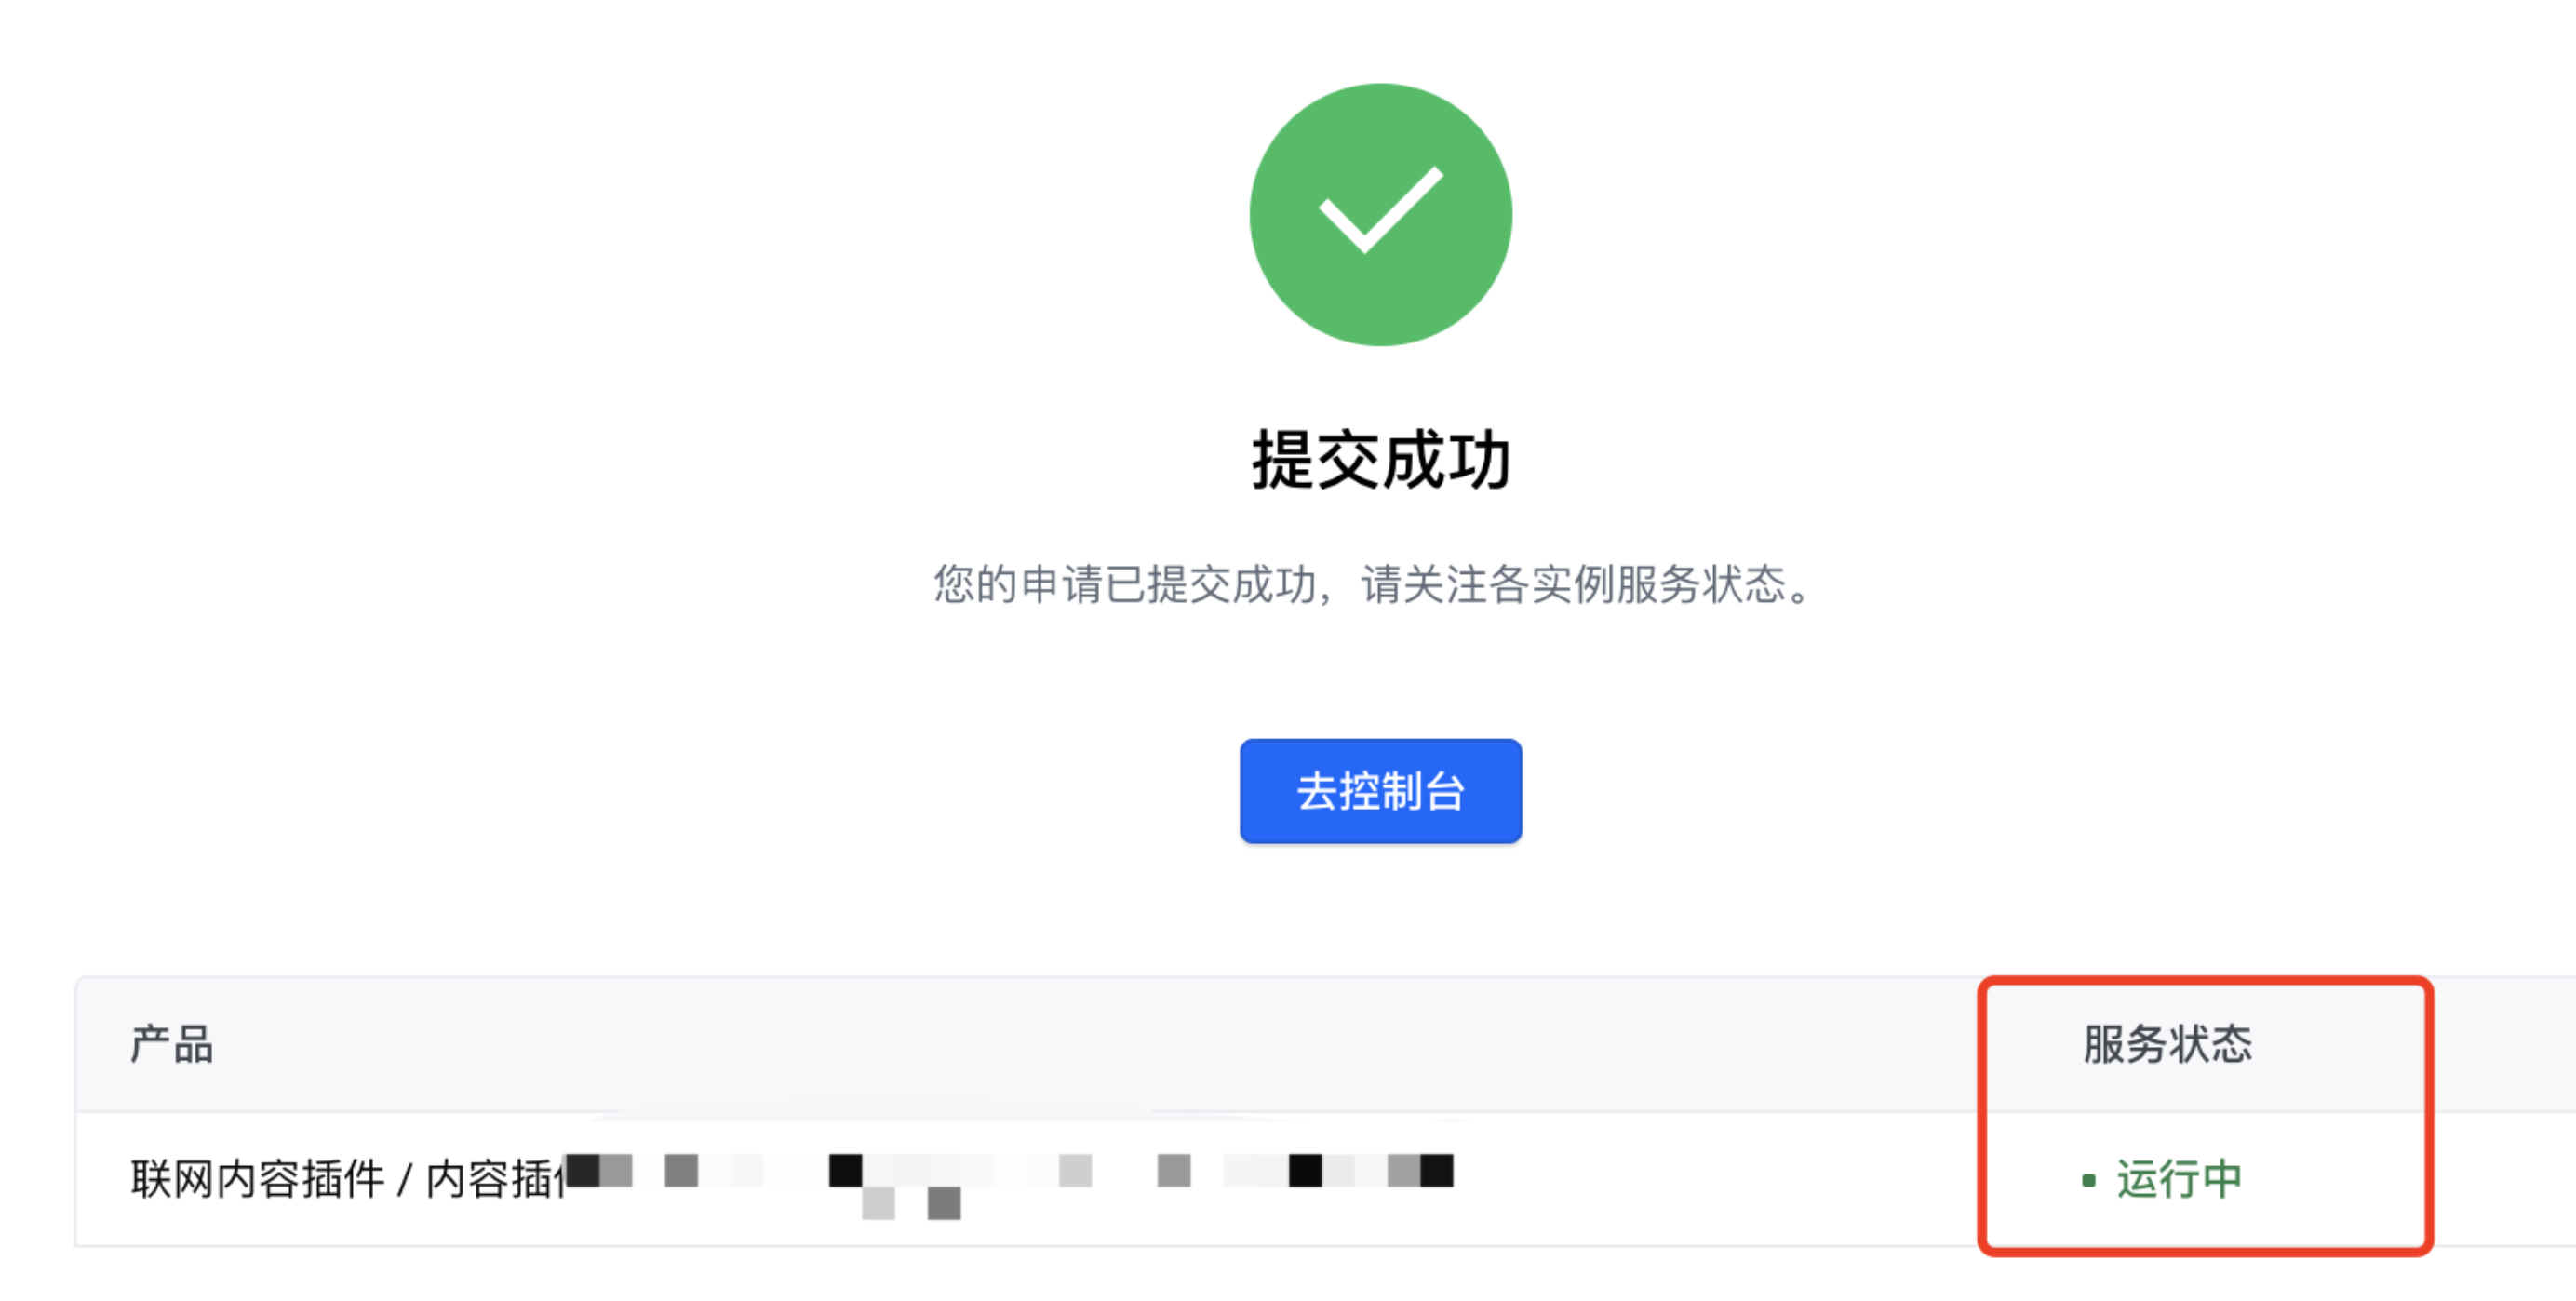 提交成功
您的申请已提交成功，请关注各实例服务状态。
去控制台
产品 服务状态
联网内容插件 / 内容插 运行中